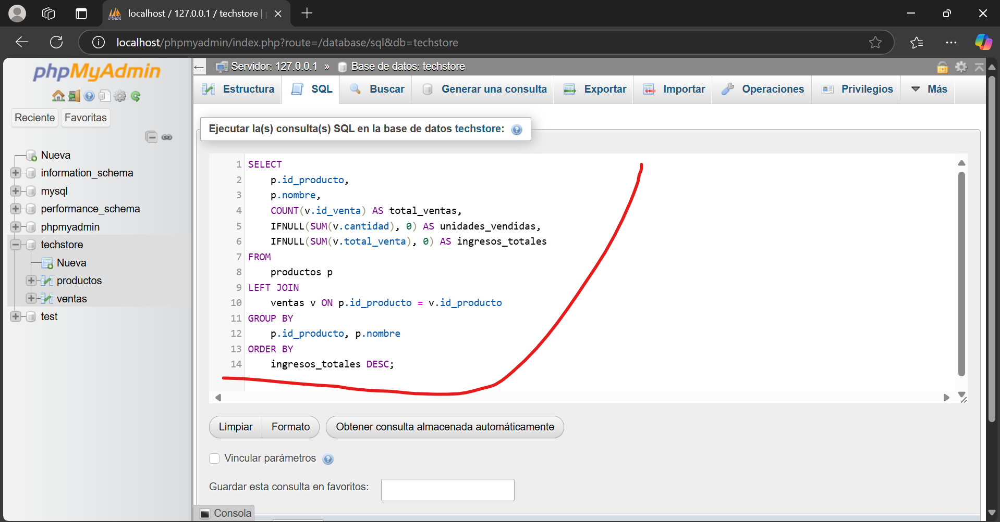 localhost / 127.0.0.1 / techstore |
localhost/phpmyadmin/index.php?route=/database/sql&db=techstore
phpMyAdmin
Reciente Favoritas
Nueva
information_schema
mysql
performance_schema
phpmyadmin
techstore
Nueva
productos
ventas
test
Servidor: 127.0.0.1 » Base de datos: techstore
Estructura SQL Buscar Generar una consulta Exportar Importar Operaciones Privilegios Más
Ejecutar la(s) consulta(s) SQL en la base de datos techstore:
1 SELECT
2 p.id_producto,
3 p.nombre,
4 COUNT(v.id_venta) AS total_ventas,
5 IFNULL(SUM(v.cantidad), 0) AS unidades_vendidas,
6 IFNULL(SUM(v.total_venta), 0) AS ingresos_totales
7 FROM
8 productos p
9 LEFT JOIN
10 ventas v ON p.id_producto = v.id_producto
11 GROUP BY
12 p.id_producto, p.nombre
13 ORDER BY
14 ingresos_totales DESC;
Limpiar Formato Obtener consulta almacenada automáticamente
Vincular parámetros
Guardar esta consulta en favoritos:
Consola